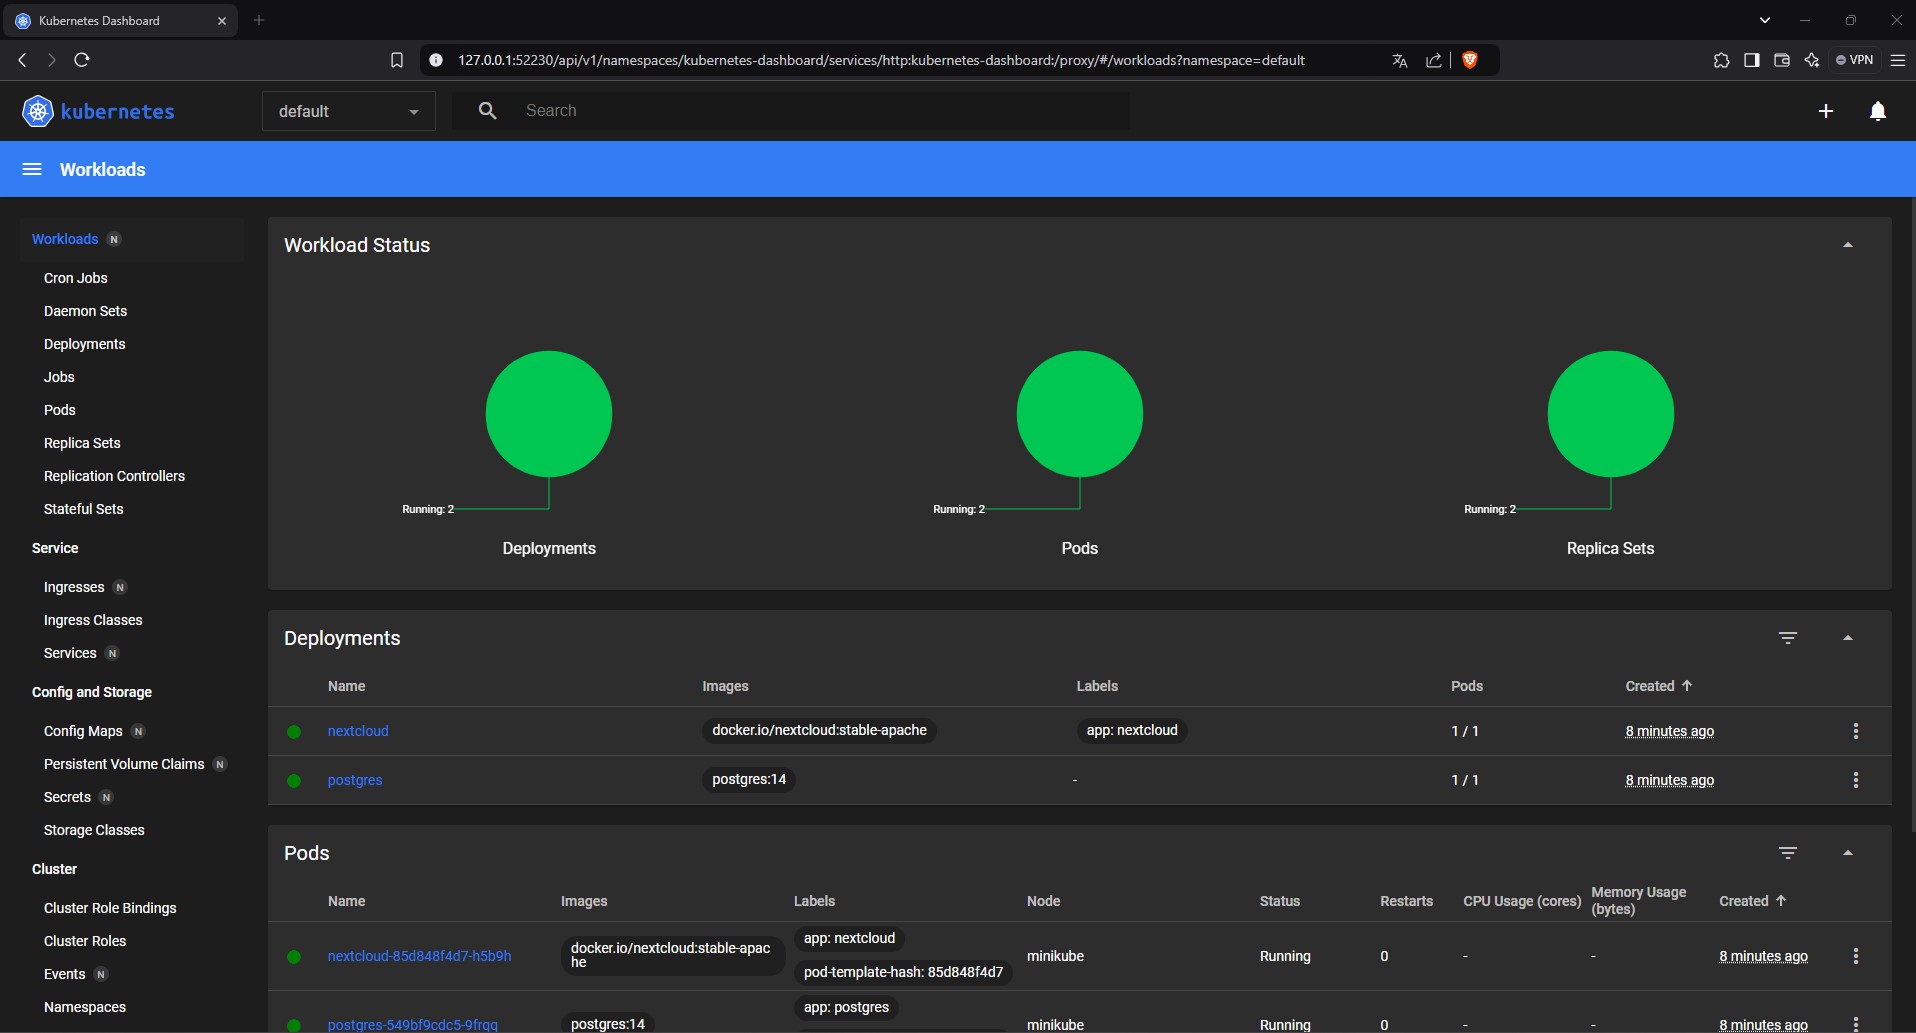 Kubernetes Dashboard
127.0.0.1:52230/api/v1/namespaces/kubernetes-dashboard/services/http:kubernetes-dashboard:/proxy/#/workloads?namespace=default
VPN
kubernetes
default
Search
Workloads
Workloads N
Cron Jobs
Daemon Sets
Deployments
Jobs
Pods
Replica Sets
Replication Controllers
Stateful Sets
Service
Ingresses N
Ingress Classes
Services N
Config and Storage
Config Maps N
Persistent Volume Claims N
Secrets N
Storage Classes
Cluster
Cluster Role Bindings
Cluster Roles
Events N
Namespaces
Workload Status
Running: 2
Deployments
Running: 2
Pods
Running: 2
Replica Sets
Deployments
Name Images Labels Pods Created
nextcloud docker.io/nextcloud:stable-apache app: nextcloud 1 / 1 8 minutes ago
postgres postgres:14 - 1 / 1 8 minutes ago
Pods
Name Images Labels Node Status Restarts CPU Usage (cores) Memory Usage
(bytes) Created
nextcloud-85d848f4d7-h5b9h docker.io/nextcloud:stable-apac
he app: nextcloud
pod-template-hash: 85d848f4d7 minikube Running 0 - - 8 minutes ago
postgres-549bf9cdc5-9frqq postgres:14 app: postgres minikube Running 0 - - 8 minutes ago